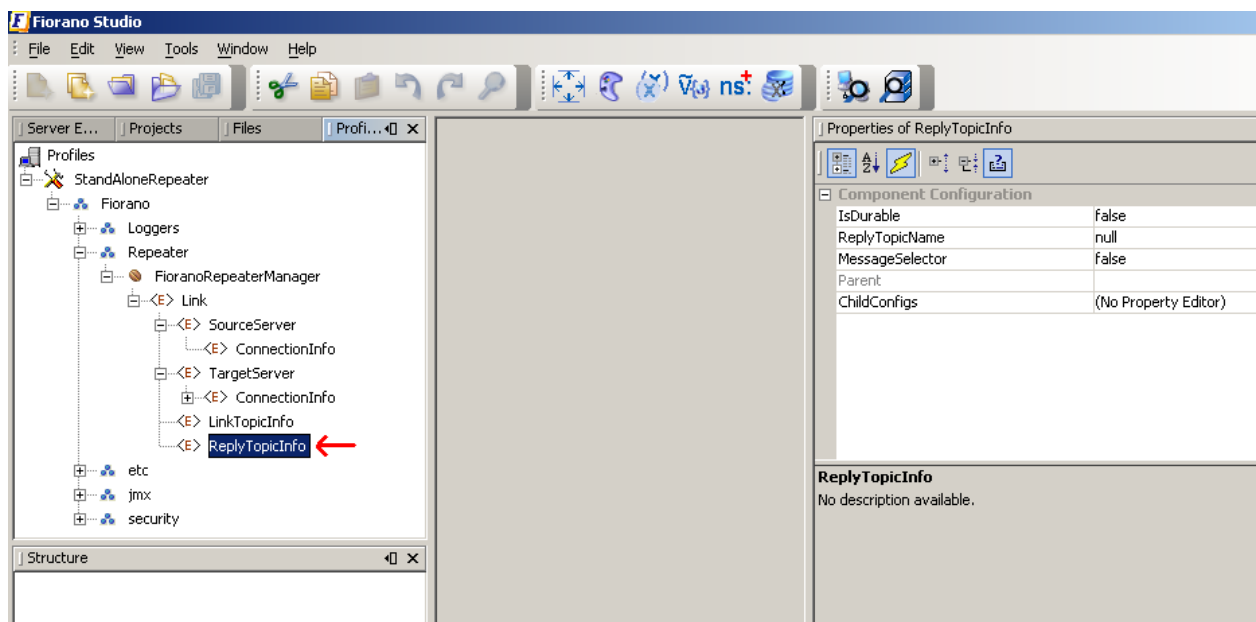 Fiorano Studio
File Edit View Tools Window Help
Server E... Projects Files Profi...
Profiles
StandAloneRepeater
Fiorano
Loggers
Repeater
FioranoRepeaterManager
<E> Link
<E> SourceServer
<E> ConnectionInfo
<E> TargetServer
<E> ConnectionInfo
<E> LinkTopicInfo
<E> ReplyTopicInfo
etc
jmx
security
Structure
Properties of ReplyTopicInfo
Component Configuration
IsDurable false
ReplyTopicName null
MessageSelector false
Parent
ChildConfigs (No Property Editor)
ReplyTopicInfo
No description available.